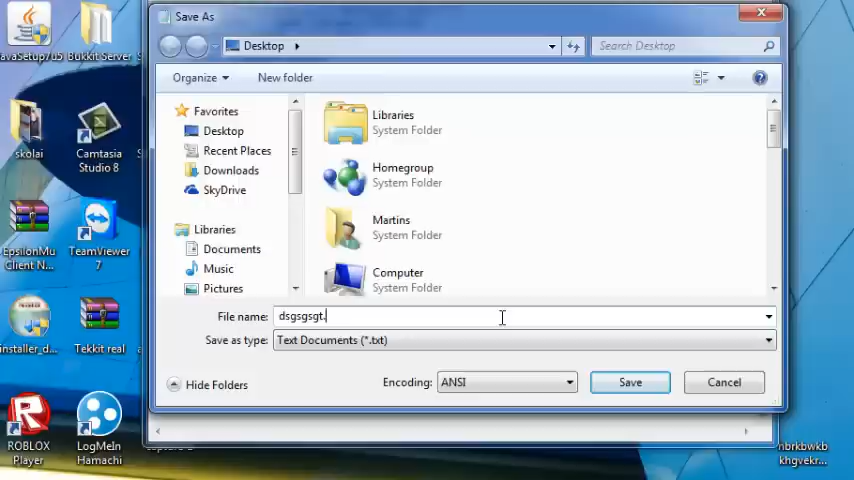 Save As
JavaSetup7u5
Bukkit Server
Desktop
Search Desktop
Organize
New folder
Favorites
Desktop
Recent Places
Downloads
SkyDrive
Libraries
Documents
Music
Pictures
Libraries
System Folder
Homegroup
System Folder
Martins
System Folder
Computer
System Folder
skolai
Camtasia
Studio 8
EpsilonMu
Client N...
TeamViewer
7
installer_d...
Tekkit real
ROBLOX
Player
LogMeIn
Hamachi
File name:
dsgsgsgt.
Save as type:
Text Documents (*.txt)
Hide Folders
Encoding:
ANSI
Save
Cancel
nbrkbwkb
khgvekr...